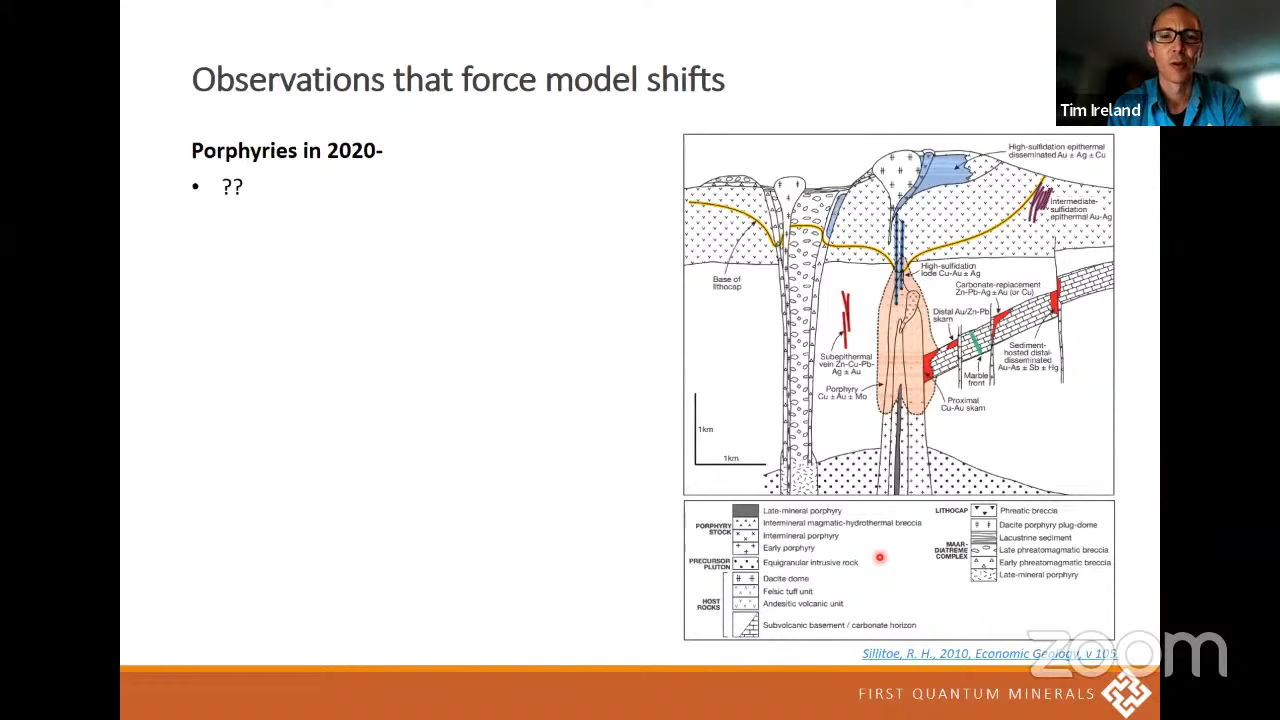 Tim Ireland
Observations that force model shifts
Porphyries in 2020-
• ??
High-sulfidation epithermal
disseminated Au ± Ag ± Cu
Intermediate-
sulfidation
epithermal Au-Ag
Base of
lithocap
High-sulfidation
lode Cu-Au ± Ag
Carbonate-replacement
Zn-Pb-Ag ± Au (or Cu)
Distal Au/Zn-Pb
skarn
Subepithermal
vein Zn-Cu-Pb-
Ag ± Au
Sediment-
hosted distal-
disseminated
Au-As ± Sb ± Hg
Marble
front
Porphyry
Cu ± Au ± Mo
Proximal
Cu-Au skarn
1km
1km
PORPHYRY
STOCK
Late-mineral porphyry
Intermineral magmatic-hydrothermal breccia
Intermineral porphyry
Early porphyry
PRECURSOR
PLUTON
Equigranular intrusive rock
HOST
ROCKS
Dacite dome
Felsic tuff unit
Andesitic volcanic unit
Subvolcanic basement / carbonate horizon
LITHOCAP
Phreatic breccia
MAAR-
DIATREME
COMPLEX
Dacite porphyry plug-dome
Lacustrine sediment
Late phreatomagmatic breccia
Early phreatomagmatic breccia
Late-mineral porphyry
Sillitoe, R. H., 2010, Economic Geology, v 105
zoom
FIRST QUANTUM MINERALS